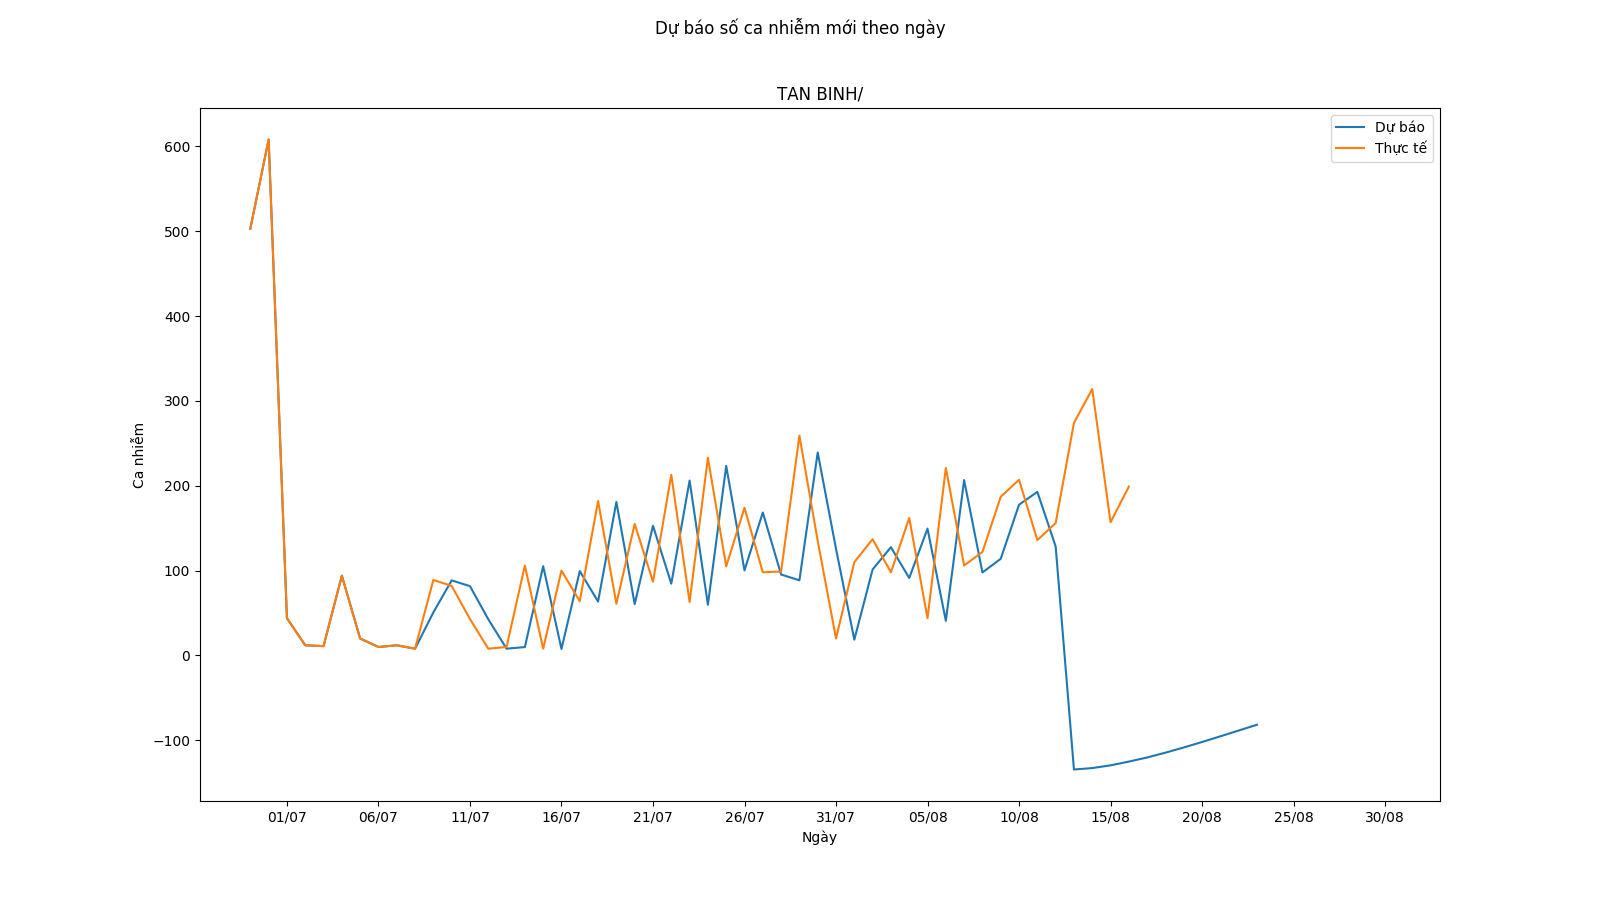 Dự báo số ca nhiễm mới theo ngày
TAN BINH/
Dự báo
Thực tế
600
500
400
300
200
100
0
−100
Ca nhiễm
01/07 06/07 11/07 16/07 21/07 26/07 31/07 05/08 10/08 15/08 20/08 25/08 30/08
Ngày